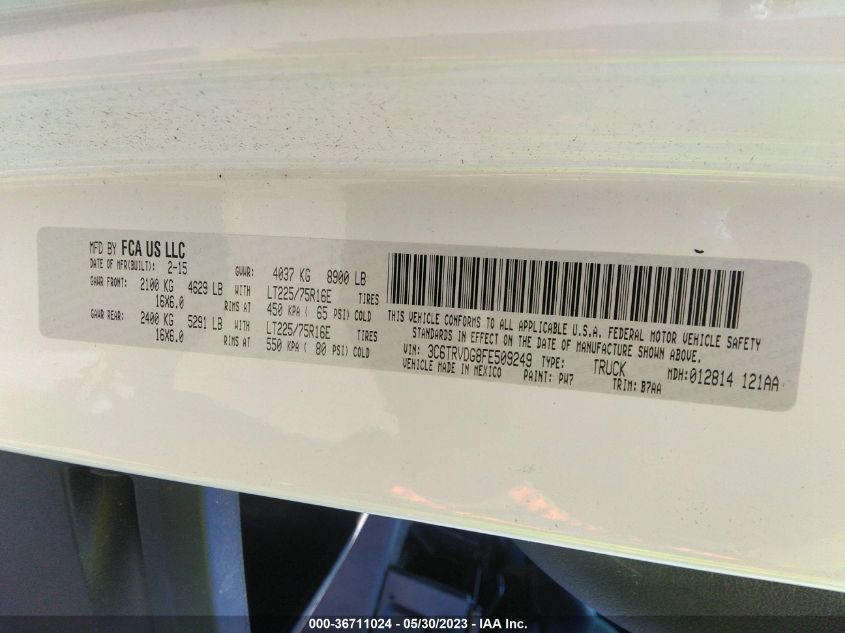 MFD BY FCA US LLC
DATE OF MFR(BUILT): 2-15 GVWR: 4037 KG 8900 LB
GAWR FRONT: 2100 KG 4629 LB WITH LT225/75R16E TIRES
16X6.0 RIMS AT 450 KPA ( 65 PSI) COLD
GAWR REAR: 2400 KG 5291 LB WITH LT225/75R16E TIRES
16X6.0 RIMS AT 550 KPA ( 80 PSI) COLD
THIS VEHICLE CONFORMS TO ALL APPLICABLE U.S.A. FEDERAL MOTOR VEHICLE SAFETY
STANDARDS IN EFFECT ON THE DATE OF MANUFACTURE SHOWN ABOVE.
VIN: 3C6TRVDG8FE509249 TYPE: TRUCK MDH: 012814 121AA
VEHICLE MADE IN MEXICO PAINT: PW7 TRIM: B7AA
000-36711024 - 05/30/2023 - IAA Inc.